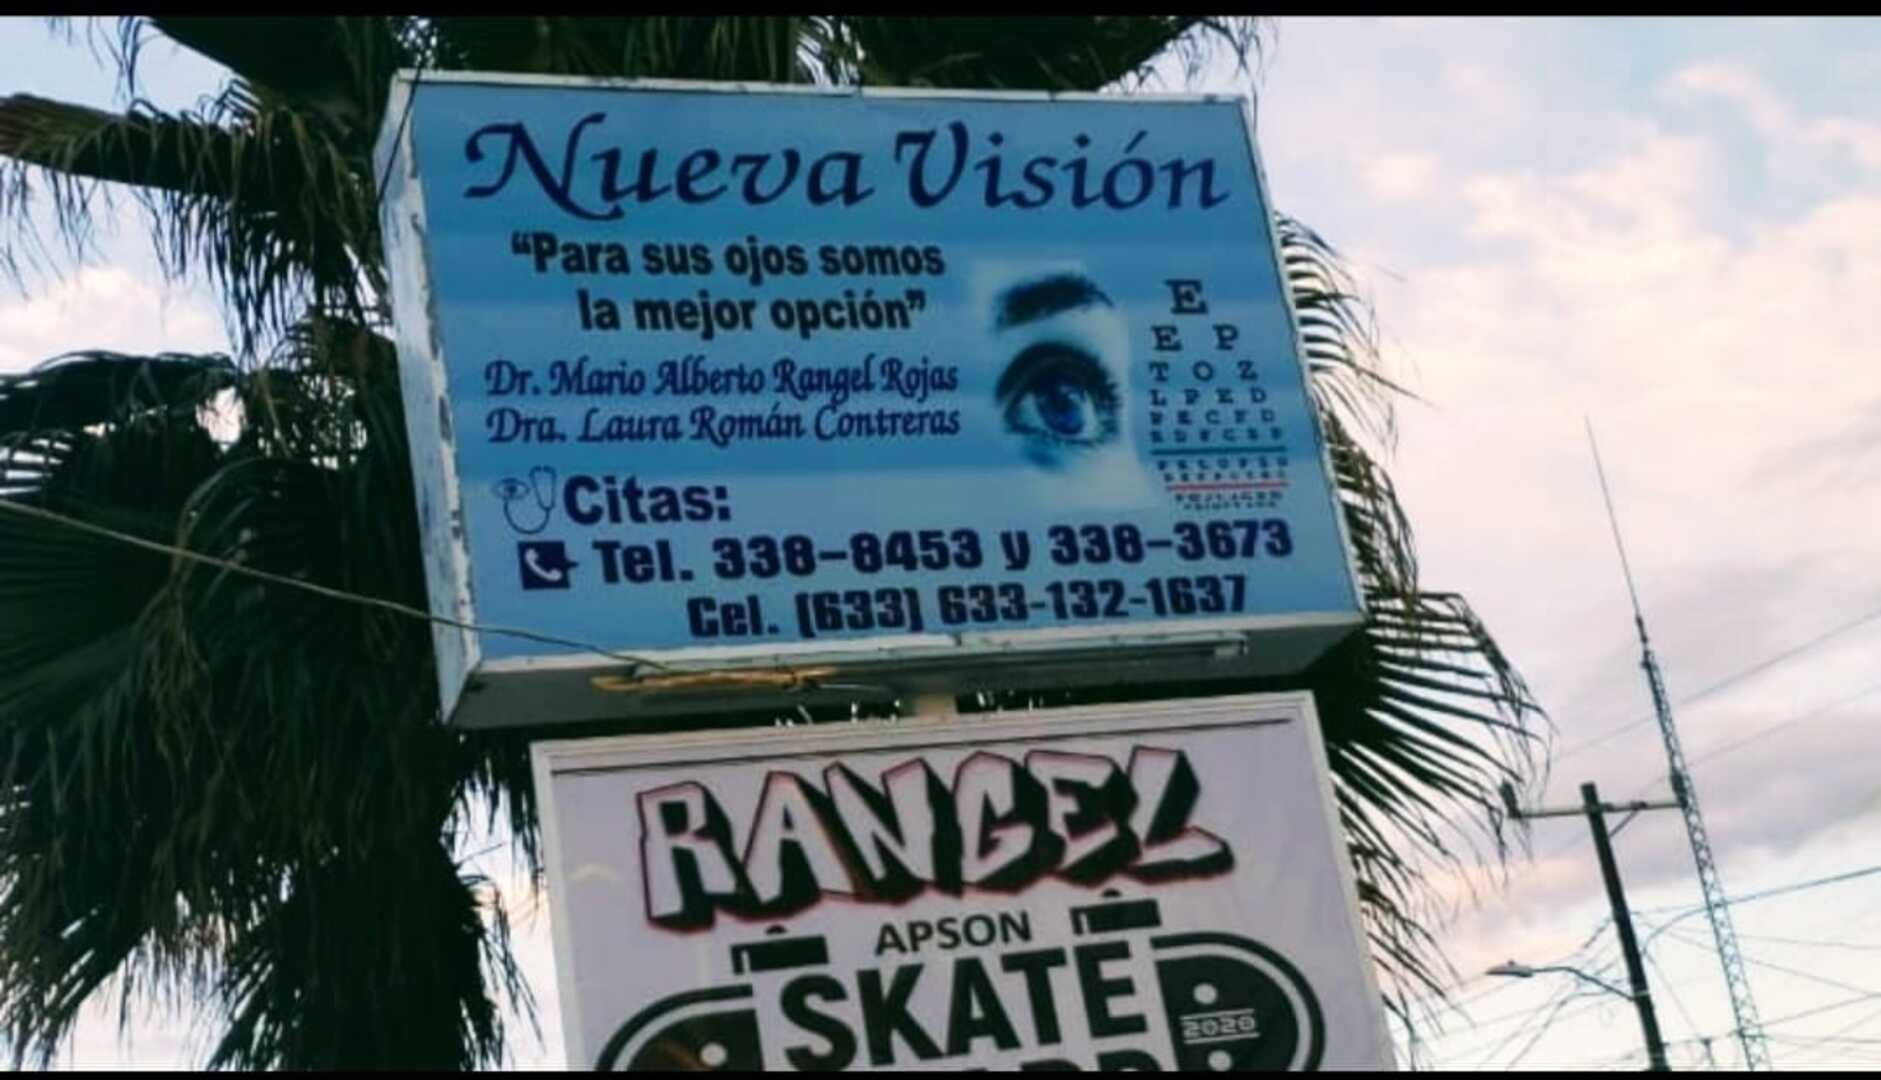 Nueva Visión
“Para sus ojos somos
la mejor opción”
Dr. Mario Alberto Rangel Rojas
Dra. Laura Román Contreras
E
E P
T O Z
L P E D
P E C F D
E D F C Z P
Citas:
Tel. 338-8453 y 338-3673
Cel. (633) 633-132-1637
RANGEL
APSON
SKATE
2020